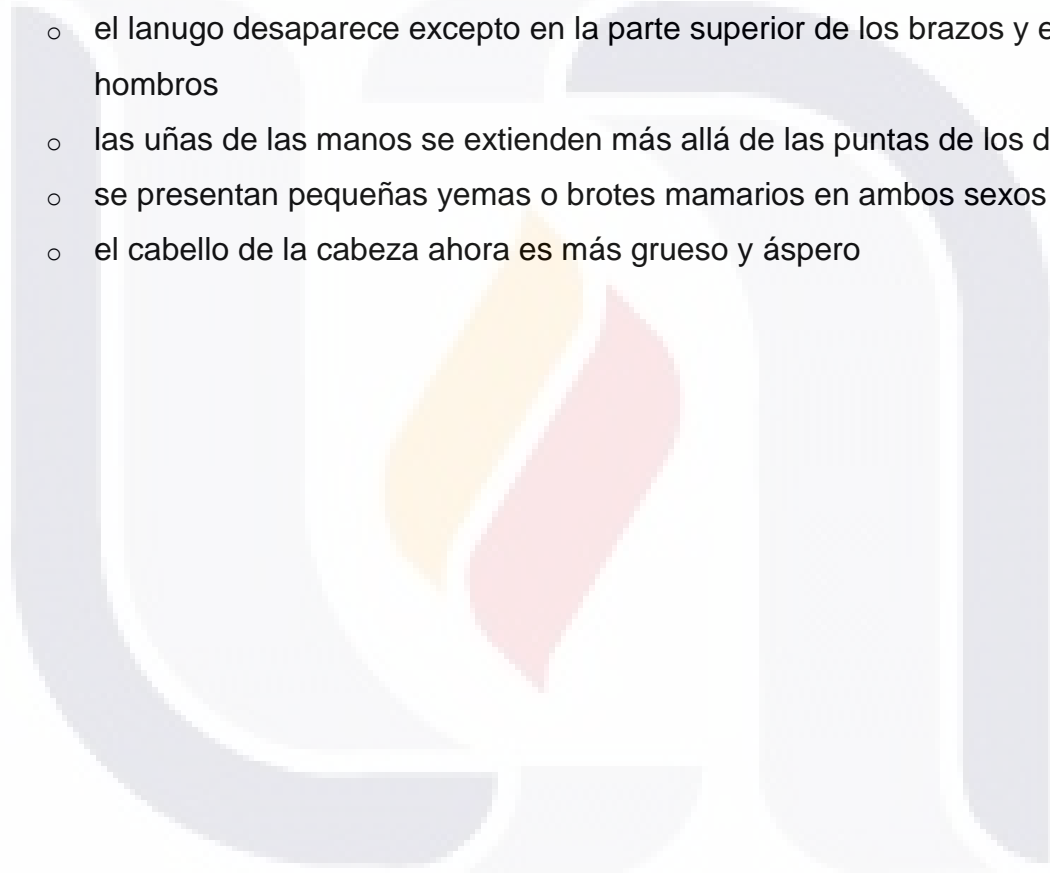 o el lanugo desaparece excepto en la parte superior de los brazos y e
hombros
o las uñas de las manos se extienden más allá de las puntas de los d
o se presentan pequeñas yemas o brotes mamarios en ambos sexos
o el cabello de la cabeza ahora es más grueso y áspero